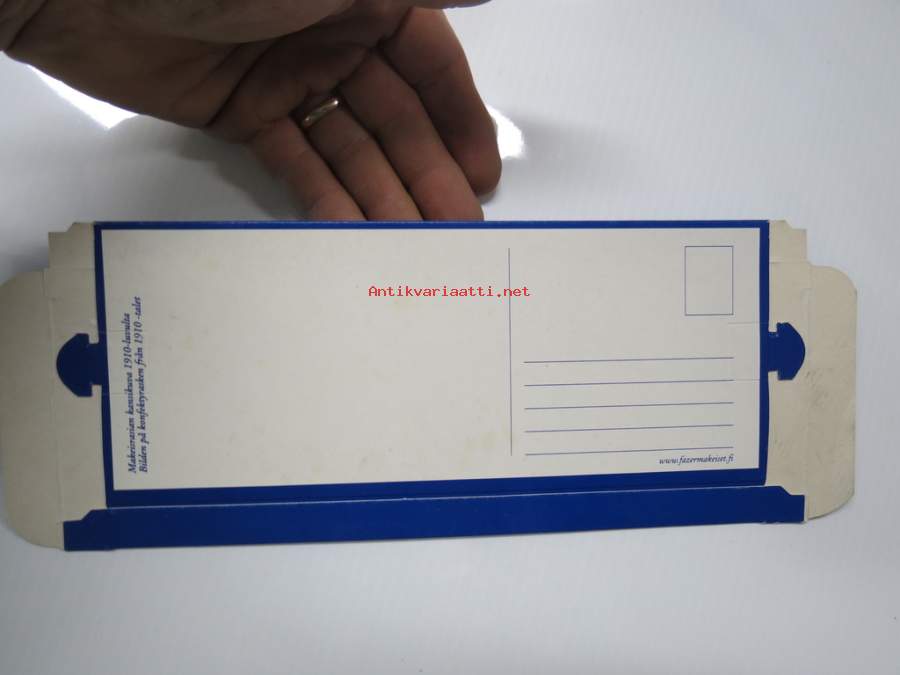 Antikvariaatti.net
Makeisrasian kansikuva 1910-luvulta
Bilden på konfektyrasken från 1910 -talet
www.fazermakeiset.fi